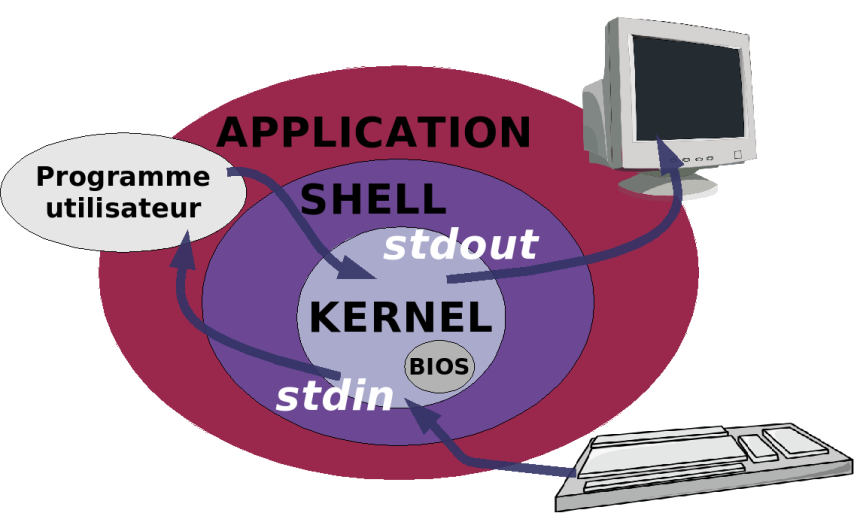 APPLICATION
Programme
utilisateur
SHELL
stdout
KERNEL
BIOS
stdin